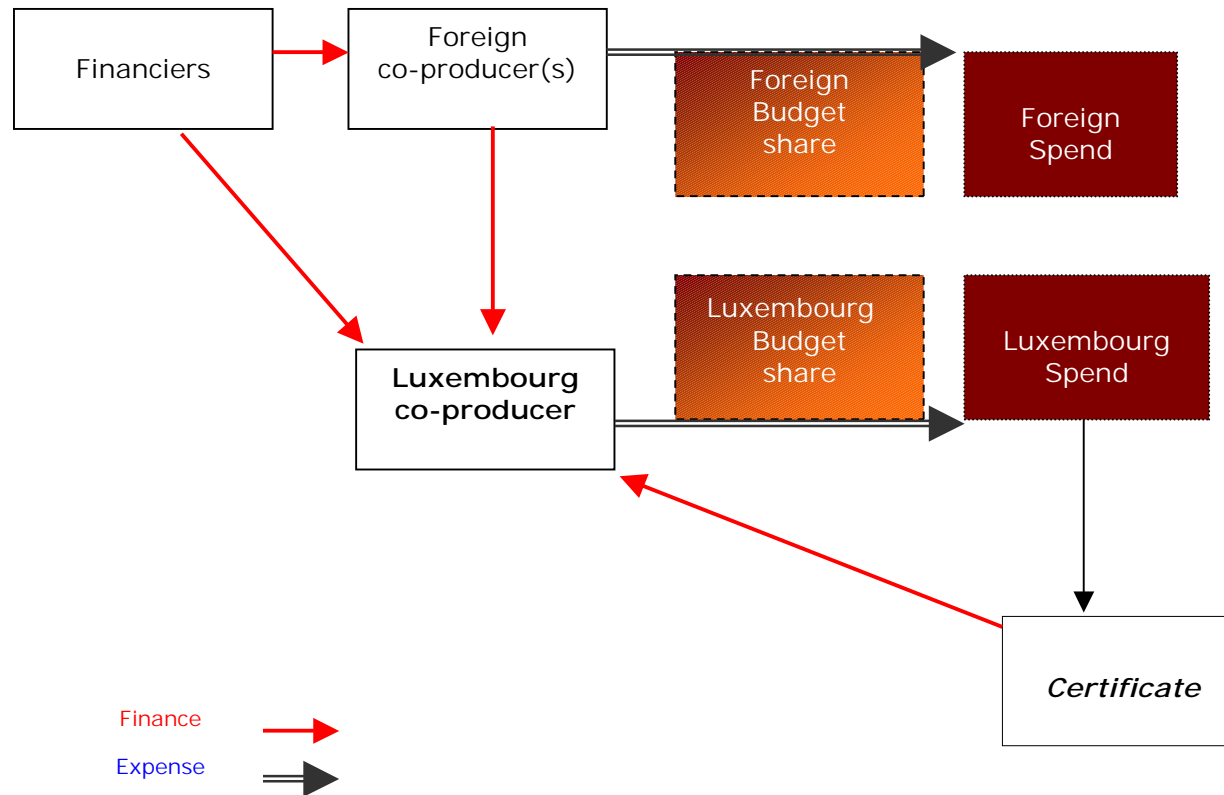 Financiers
Foreign
co-producer(s)
Foreign
Budget
share
Foreign
Spend
Luxembourg
co-producer
Luxembourg
Budget
share
Luxembourg
Spend
Certificate
Finance
Expense